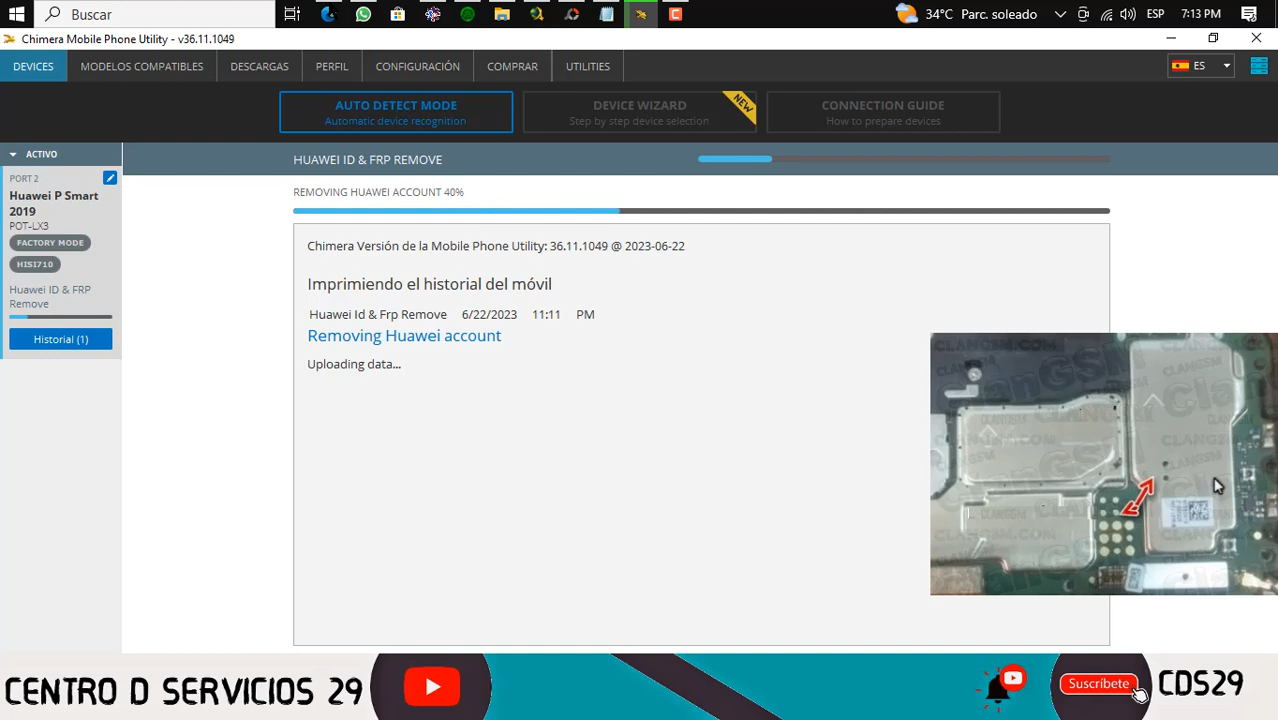 Buscar
34°C Parc. soleado
ESP
7:13 PM
Chimera Mobile Phone Utility - v36.11.1049
DEVICES
MODELOS COMPATIBLES
DESCARGAS
PERFIL
CONFIGURACIÓN
COMPRAR
UTILITIES
ES
AUTO DETECT MODE
Automatic device recognition
DEVICE WIZARD
Step by step device selection
NEW
CONNECTION GUIDE
How to prepare devices
ACTIVO
PORT 2
Huawei P Smart
2019
POT-LX3
FACTORY MODE
HISI710
Huawei ID & FRP
Remove
Historial (1)
HUAWEI ID & FRP REMOVE
REMOVING HUAWEI ACCOUNT 40%
Chimera Versión de la Mobile Phone Utility: 36.11.1049 @ 2023-06-22
Imprimiendo el historial del móvil
Huawei Id & Frp Remove 6/22/2023 11:11 PM
Removing Huawei account
Uploading data...
CLANGSM
ClanGSM
CLANGSM.COM
CENTRO D SERVICIOS 29
Suscríbete
CDS29